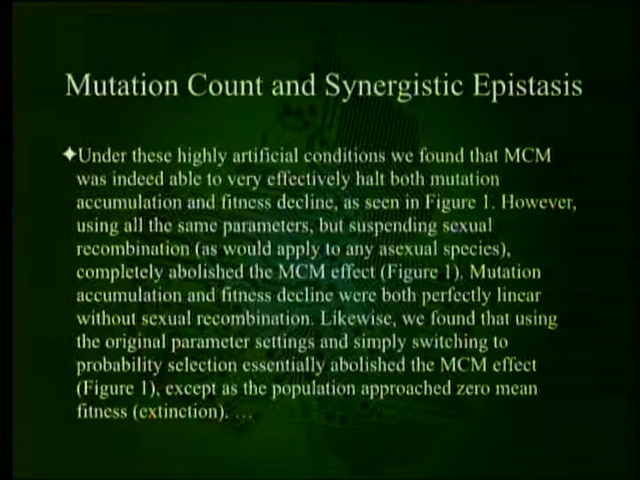 Mutation Count and Synergistic Epistasis
✦Under these highly artificial conditions we found that MCM
was indeed able to very effectively halt both mutation
accumulation and fitness decline, as seen in Figure 1. However,
using all the same parameters, but suspending sexual
recombination (as would apply to any asexual species),
completely abolished the MCM effect (Figure 1). Mutation
accumulation and fitness decline were both perfectly linear
without sexual recombination. Likewise, we found that using
the original parameter settings and simply switching to
probability selection essentially abolished the MCM effect
(Figure 1), except as the population approached zero mean
fitness (extinction). …